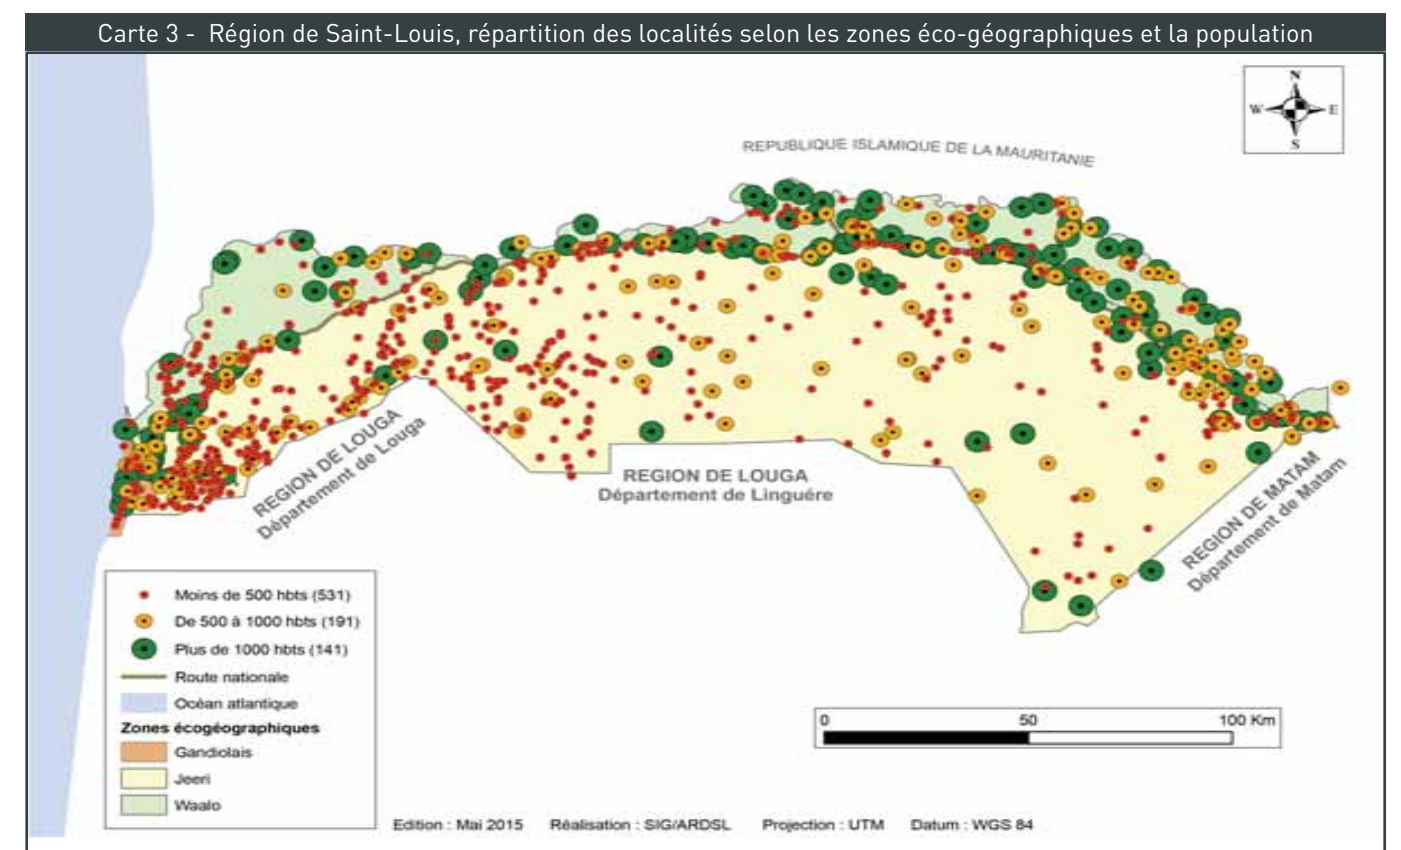 Carte 3 - Région de Saint-Louis, répartition des localités selon les zones éco-géographiques et la population
N
W E
S
REPUBLIQUE ISLAMIQUE DE LA MAURITANIE
REGION DE LOUGA
Département de Louga
REGION DE LOUGA
Département de Linguère
REGION DE MATAM
Département de Matam
Moins de 500 hbts (531)
De 500 à 1000 hbts (191)
Plus de 1000 hbts (141)
Route nationale
Océan atlantique
Zones écogéographiques
Gandiolais
Jeeri
Waalo
0 50 100 Km
Edition : Mai 2015 Réalisation : SIG/ARDSL Projection : UTM Datum : WGS 84